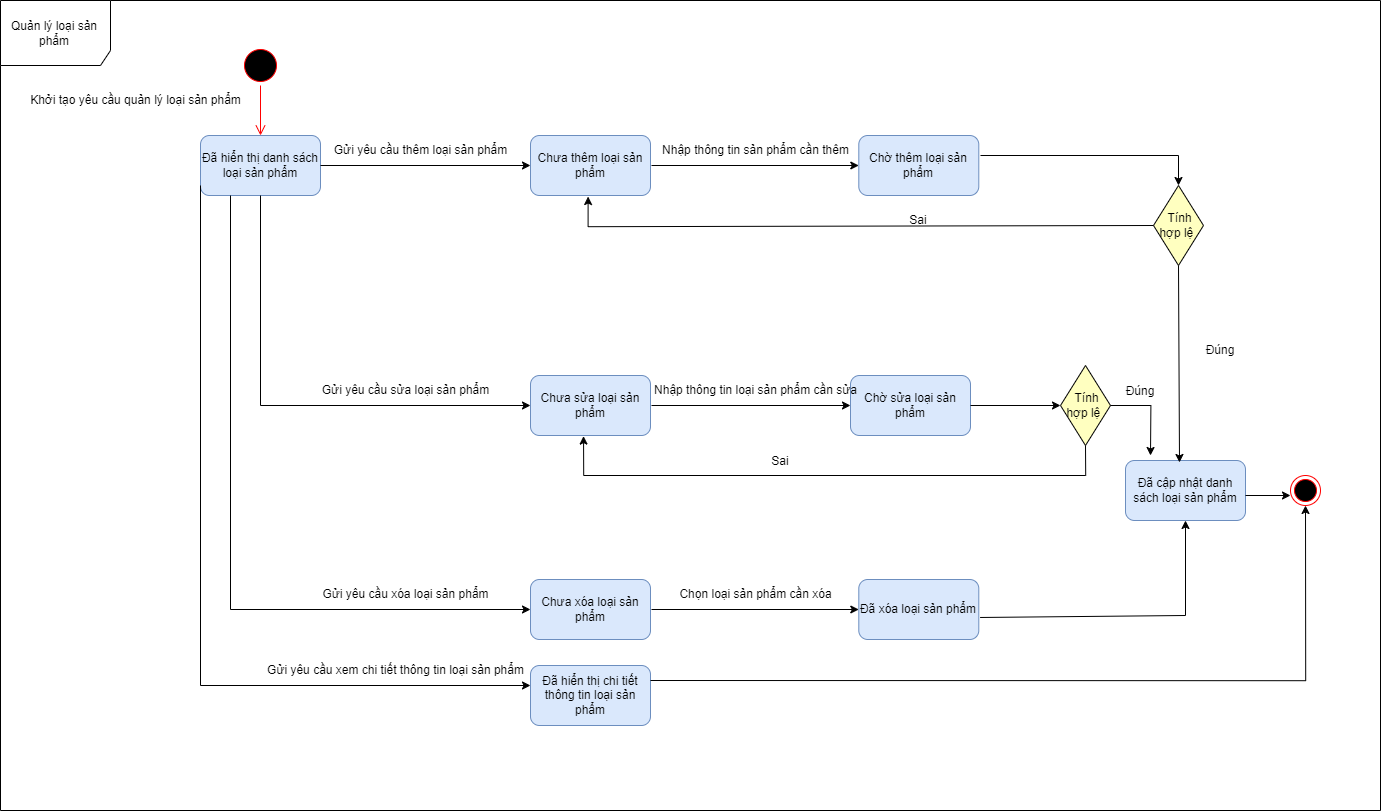 Quản lý loại sản
phẩm
Khởi tạo yêu cầu quản lý loại sản phẩm
Đã hiển thị danh sách
loại sản phẩm
Gửi yêu cầu thêm loại sản phẩm
Chưa thêm loại sản
phẩm
Nhập thông tin sản phẩm cần thêm
Chờ thêm loại sản
phẩm
Tính
hợp lệ
Sai
Đúng
Gửi yêu cầu sửa loại sản phẩm
Chưa sửa loại sản
phẩm
Nhập thông tin loại sản phẩm cần sửa
Chờ sửa loại sản
phẩm
Tính
hợp lệ
Đúng
Sai
Đã cập nhật danh
sách loại sản phẩm
Gửi yêu cầu xóa loại sản phẩm
Chưa xóa loại sản
phẩm
Chọn loại sản phẩm cần xóa
Đã xóa loại sản phẩm
Gửi yêu cầu xem chi tiết thông tin loại sản phẩm
Đã hiển thị chi tiết
thông tin loại sản
phẩm